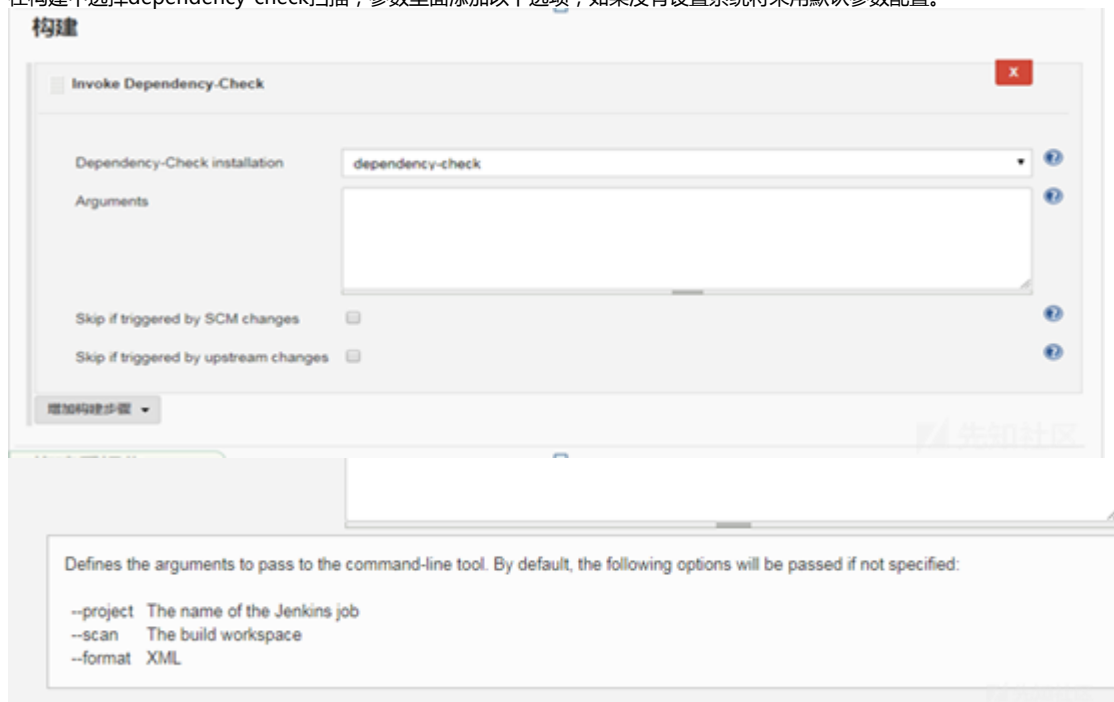 在构建中选择dependency-check扫描，参数里面添加以下选项，如果没有设置系统将采用默认参数配置。
构建
Invoke Dependency-Check
X
Dependency-Check installation
dependency-check
Arguments
Skip if triggered by SCM changes
Skip if triggered by upstream changes
增加构建步骤
先知社区
Defines the arguments to pass to the command-line tool. By default, the following options will be passed if not specified:
--project The name of the Jenkins job
--scan The build workspace
--format XML